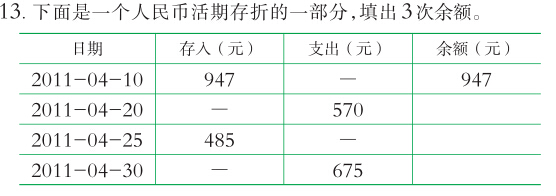 13. 下面是一个人民币活期存折的一部分，填出3次余额。
日期 存入（元） 支出（元） 余额（元）
2011-04-10 947 — 947
2011-04-20 — 570
2011-04-25 485 —
2011-04-30 — 675